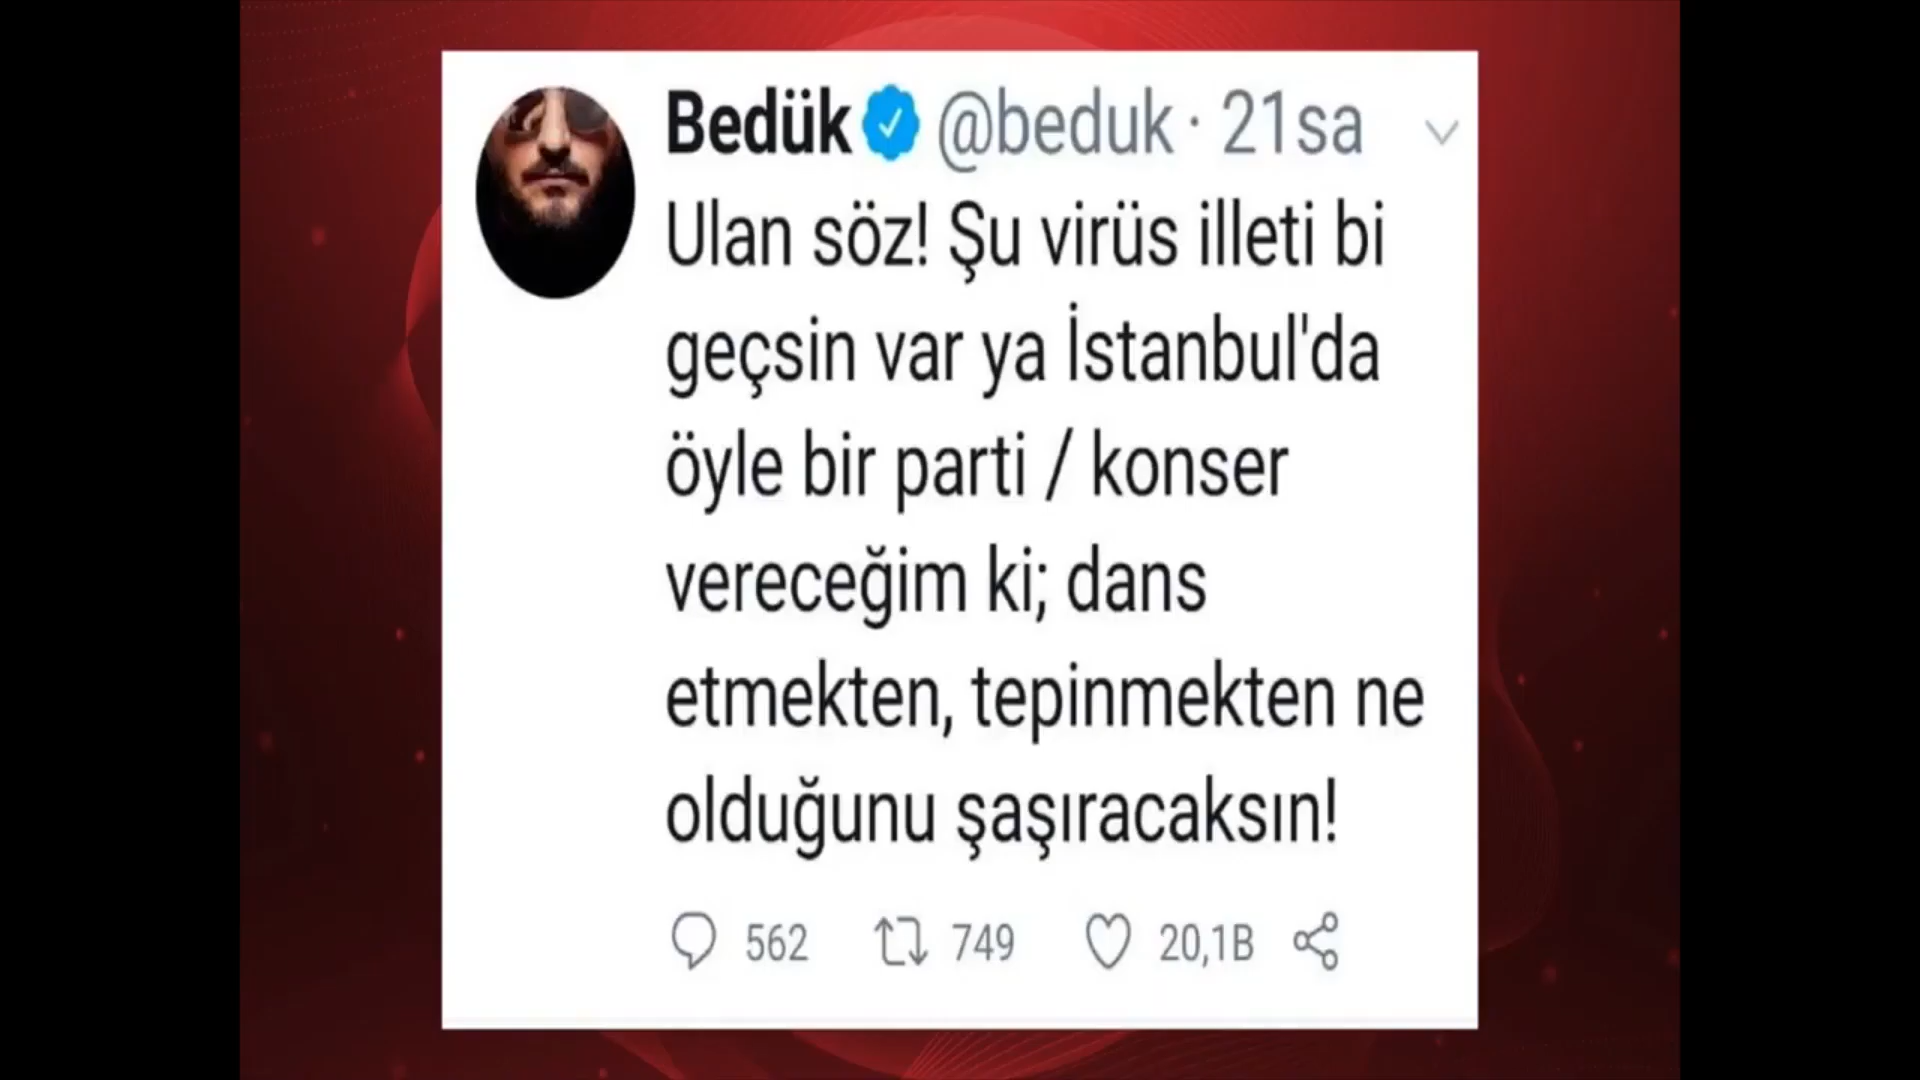 Bedük @beduk · 21sa
Ulan söz! Şu virüs illeti bi
geçsin var ya İstanbul'da
öyle bir parti / konser
vereceğim ki; dans
etmekten, tepinmekten ne
olduğunu şaşıracaksın!
562 749 20,1B